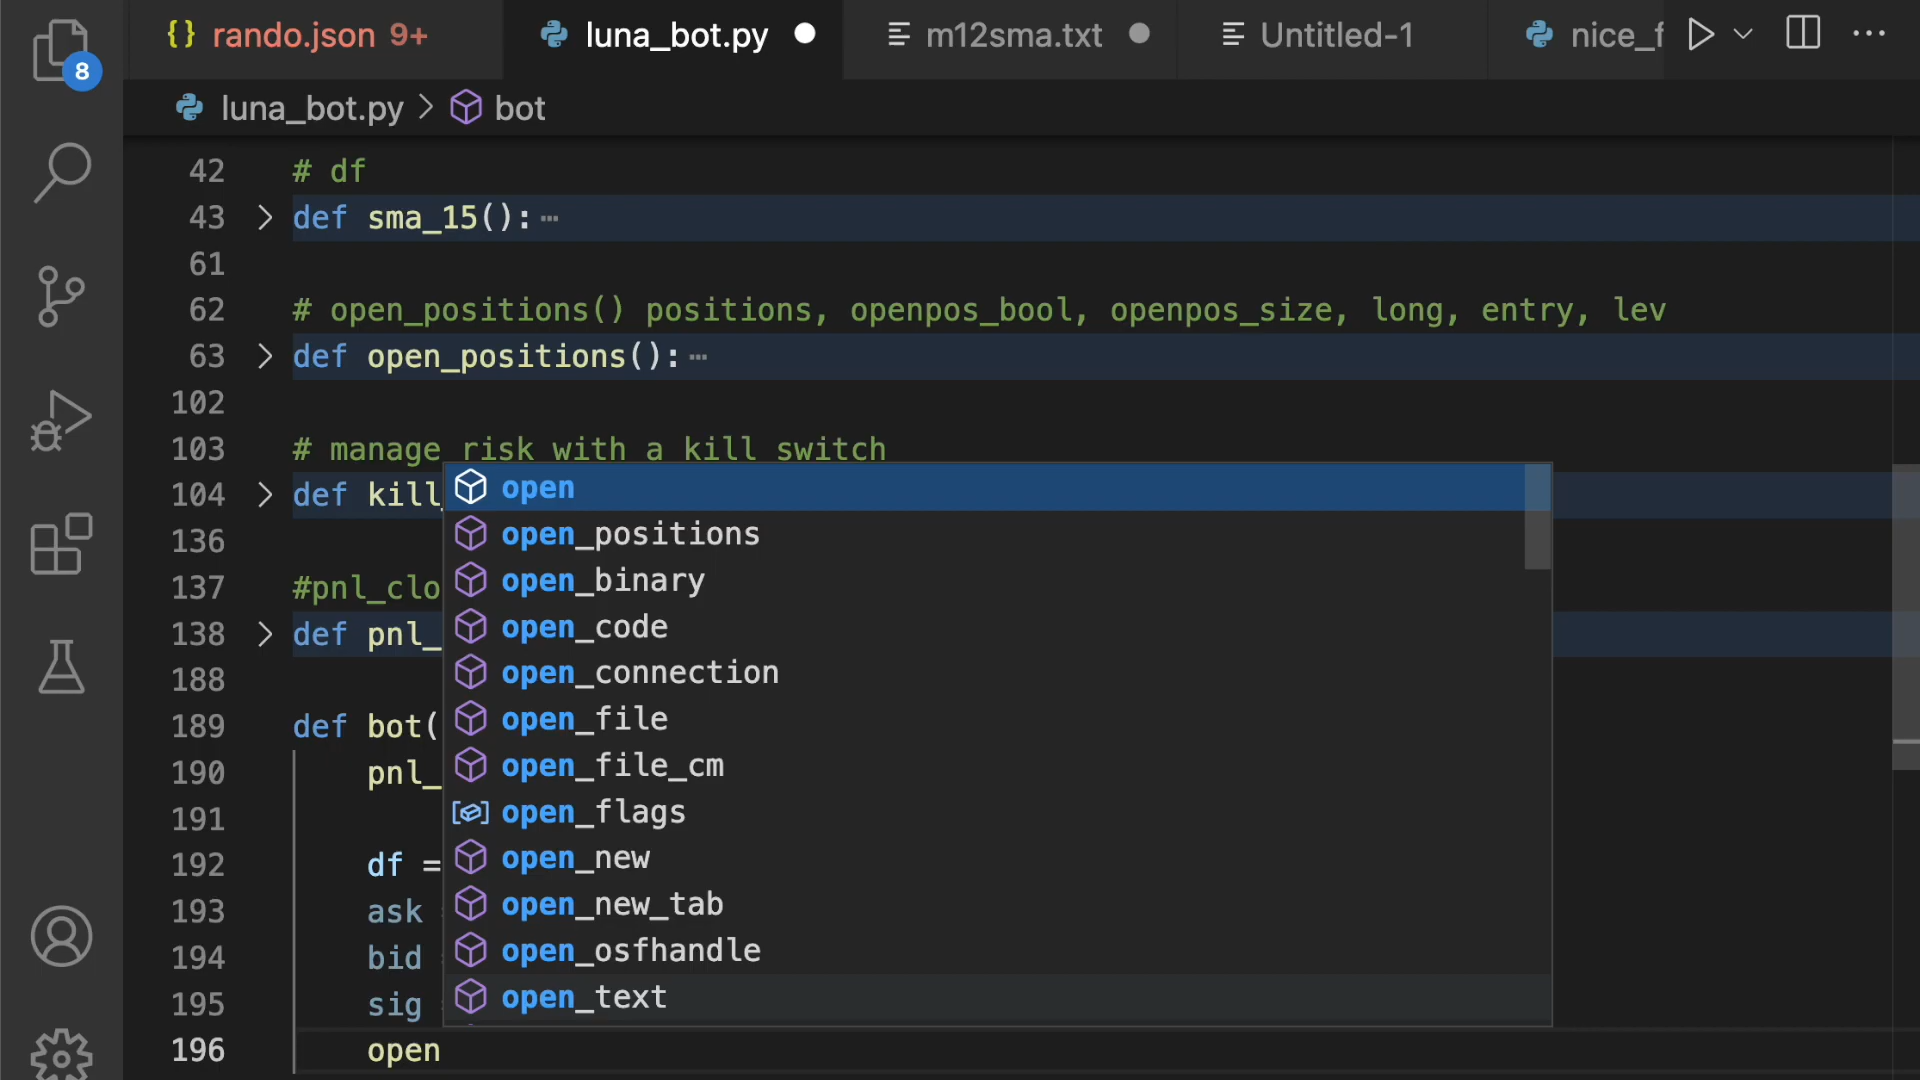 {} rando.json 9+
luna_bot.py
m12sma.txt
Untitled-1
nice_f
8
luna_bot.py > bot
42 # df
43 def sma_15():
61
62 # open_positions() positions, openpos_bool, openpos_size, long, entry, lev
63 def open_positions():
102
103 # manage risk with a kill switch
104 def kill_
136
137 #pnl_clo
138 def pnl_
188
189 def bot(
190 pnl_
191
192 df =
193 ask
194 bid
195 sig
196 open
open
open_positions
open_binary
open_code
open_connection
open_file
open_file_cm
open_flags
open_new
open_new_tab
open_osfhandle
open_text